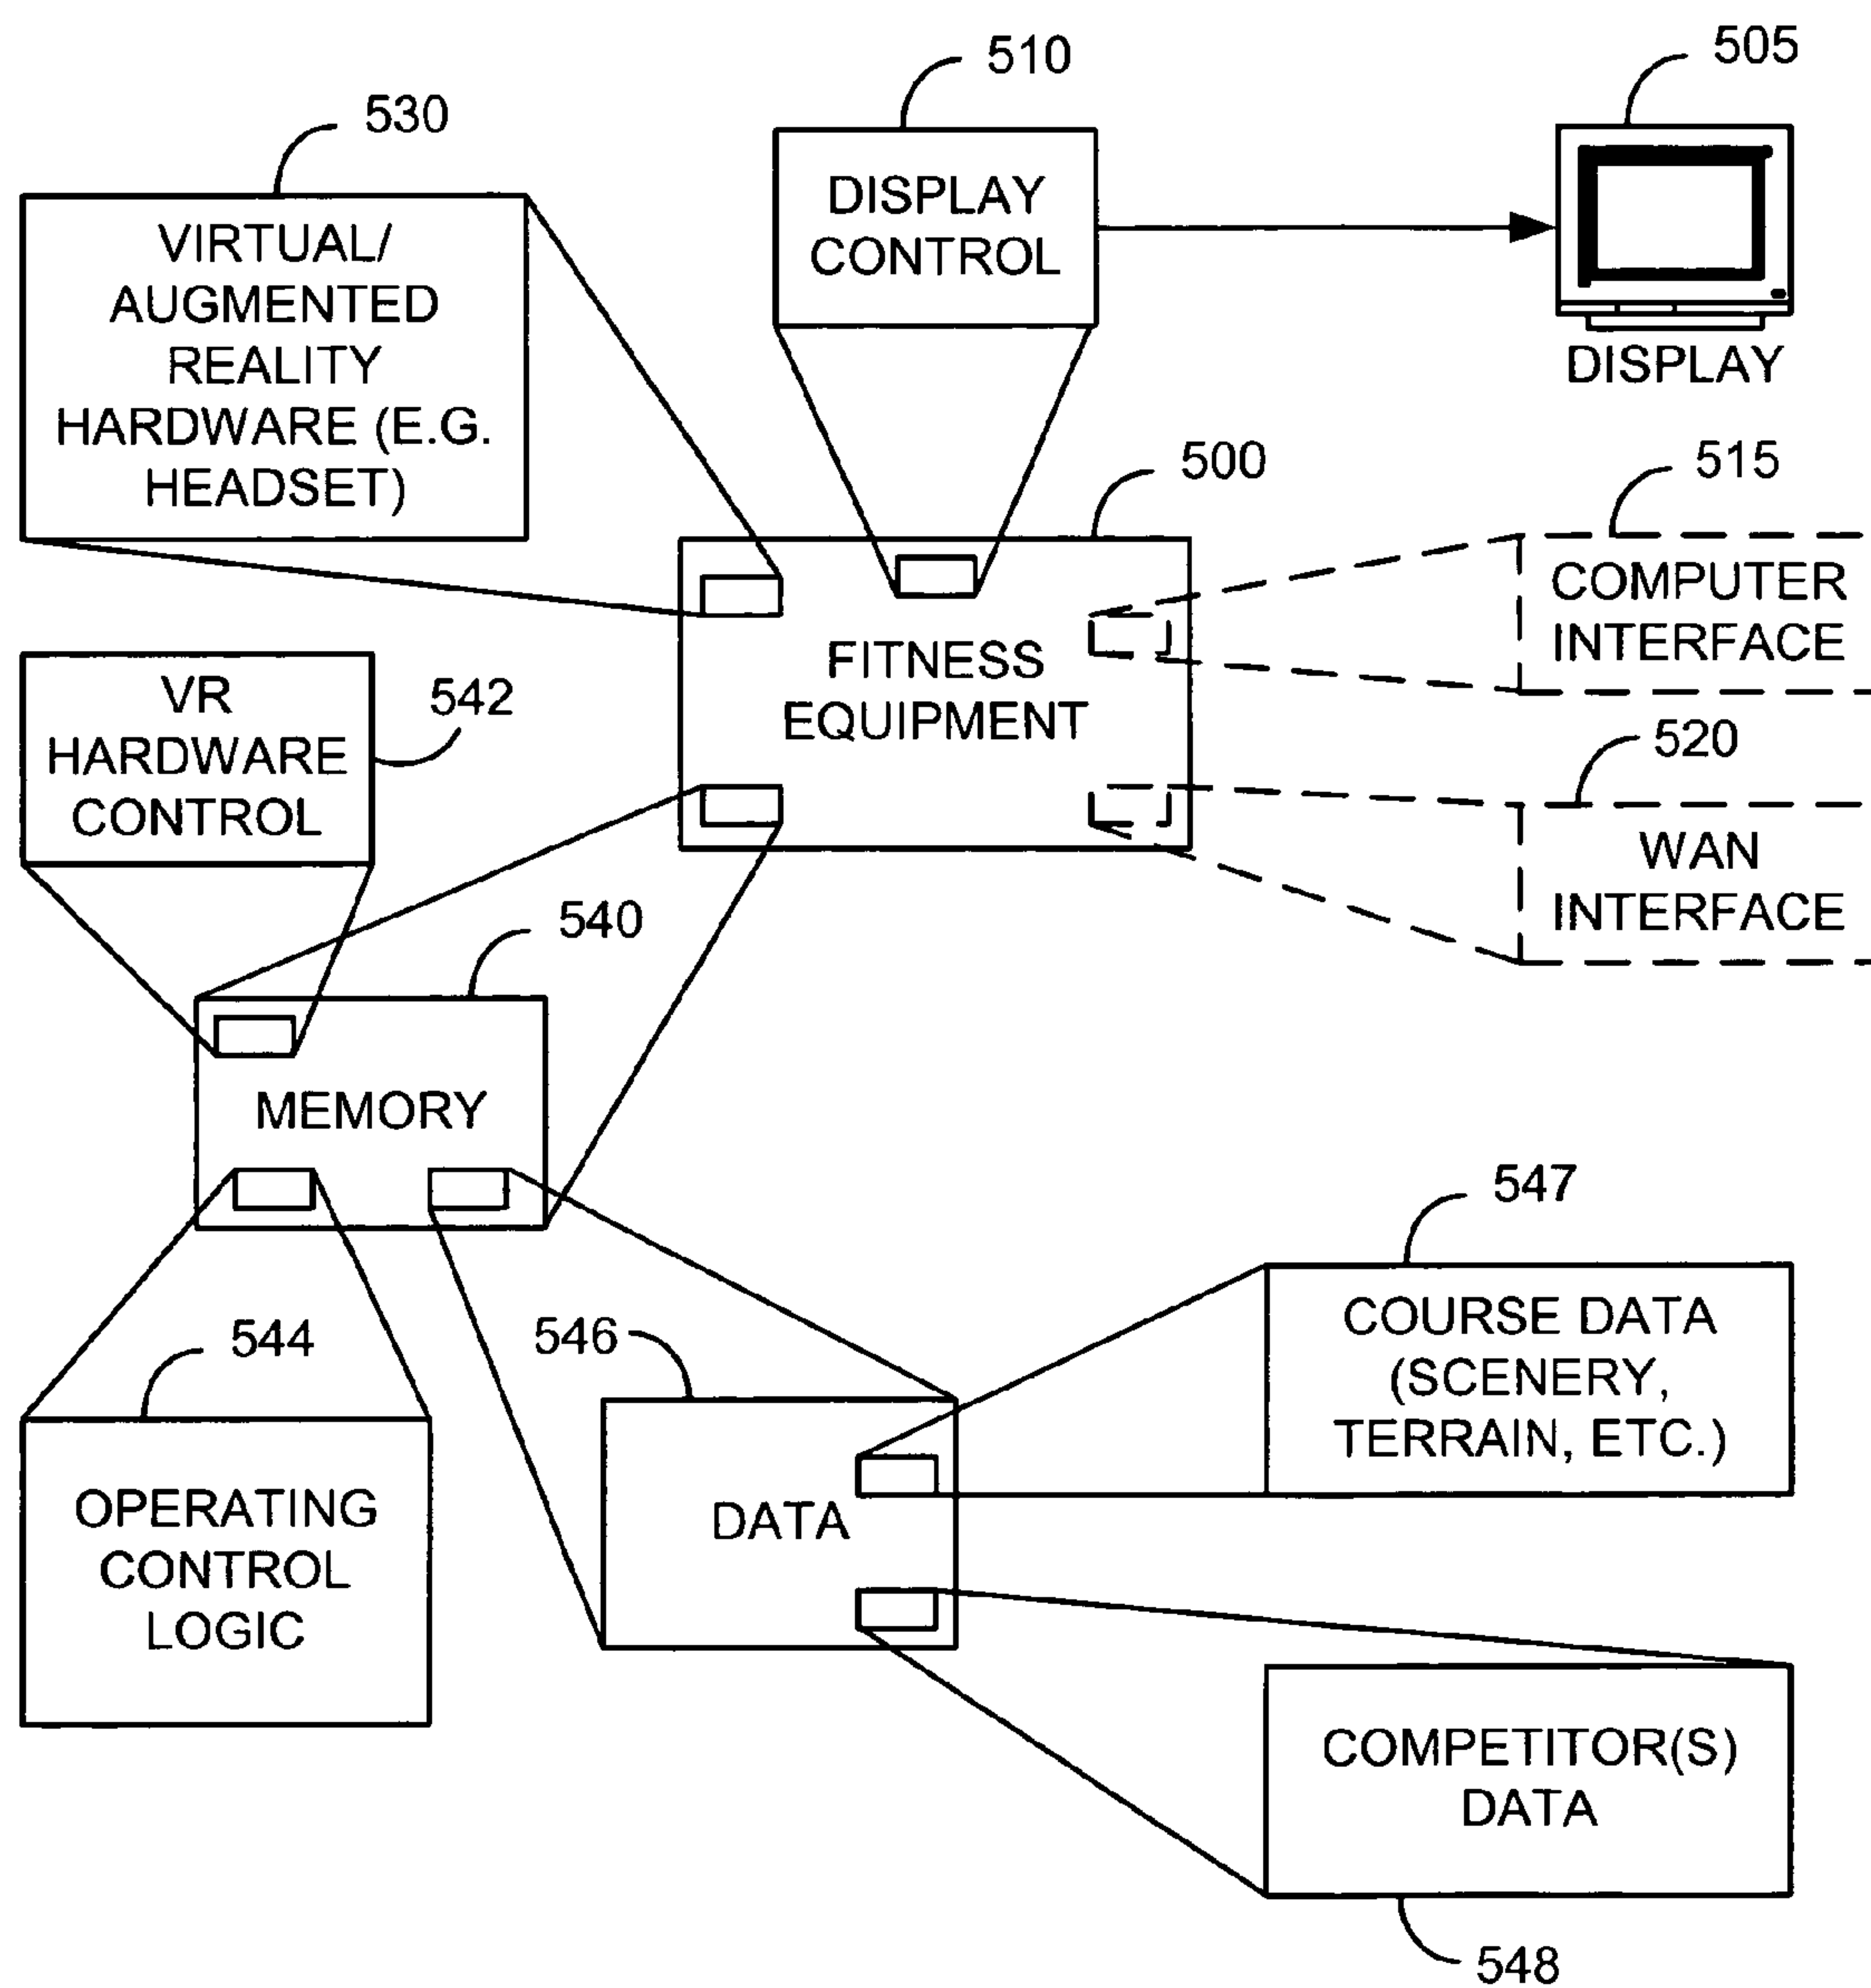 510
505
530
DISPLAY
CONTROL
VIRTUAL/
AUGMENTED
REALITY
HARDWARE (E.G.
HEADSET)
DISPLAY
500
515
COMPUTER
INTERFACE
FITNESS
EQUIPMENT
VR
HARDWARE
CONTROL
542
520
WAN
INTERFACE
540
MEMORY
547
COURSE DATA
(SCENERY,
TERRAIN, ETC.)
544
546
OPERATING
CONTROL
LOGIC
DATA
COMPETITOR(S)
DATA
548